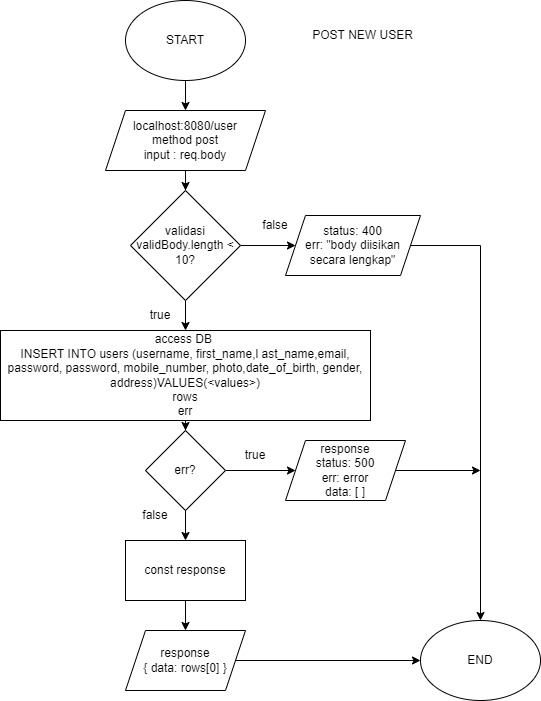 START
POST NEW USER
localhost:8080/user
method post
input : req.body
validasi
validBody.length <
10?
false
status: 400
err: "body diisikan
secara lengkap"
true
access DB
INSERT INTO users (username, first_name,l ast_name,email,
password, password, mobile_number, photo,date_of_birth, gender,
address)VALUES(<values>)
rows
err
err?
true
response
status: 500
err: error
data: [ ]
false
const response
response
{ data: rows[0] }
END